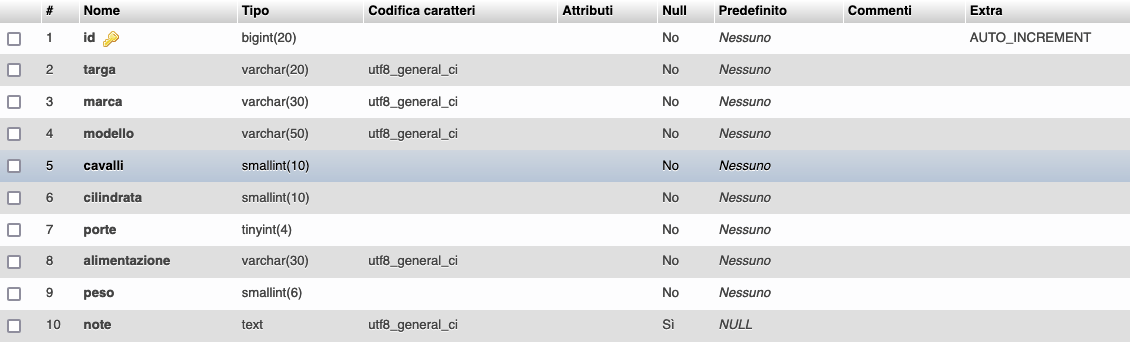 # Nome Tipo Codifica caratteri Attributi Null Predefinito Commenti Extra
1 id bigint(20) No Nessuno AUTO_INCREMENT
2 targa varchar(20) utf8_general_ci No Nessuno
3 marca varchar(30) utf8_general_ci No Nessuno
4 modello varchar(50) utf8_general_ci No Nessuno
5 cavalli smallint(10) No Nessuno
6 cilindrata smallint(10) No Nessuno
7 porte tinyint(4) No Nessuno
8 alimentazione varchar(30) utf8_general_ci No Nessuno
9 peso smallint(6) No Nessuno
10 note text utf8_general_ci Sì NULL